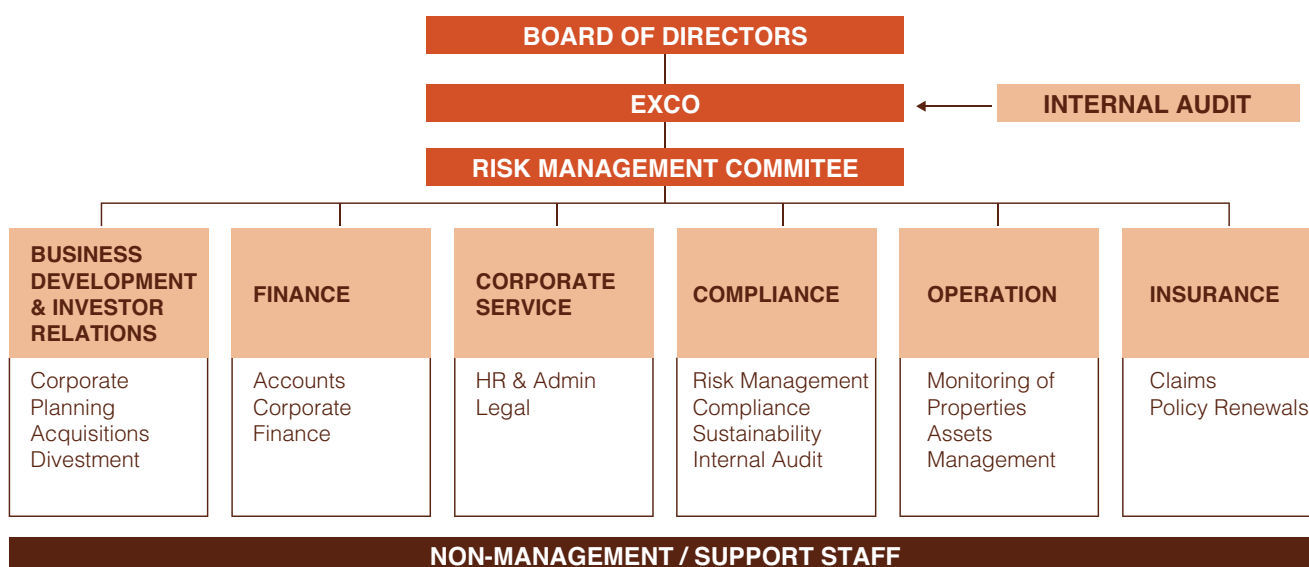 BOARD OF DIRECTORS
EXCO
INTERNAL AUDIT
RISK MANAGEMENT COMMITEE
BUSINESS
DEVELOPMENT
& INVESTOR
RELATIONS
Corporate
Planning
Acquisitions
Divestment
FINANCE
Accounts
Corporate
Finance
CORPORATE
SERVICE
HR & Admin
Legal
COMPLIANCE
Risk Management
Compliance
Sustainability
Internal Audit
OPERATION
Monitoring of
Properties
Assets
Management
INSURANCE
Claims
Policy Renewals
NON-MANAGEMENT / SUPPORT STAFF